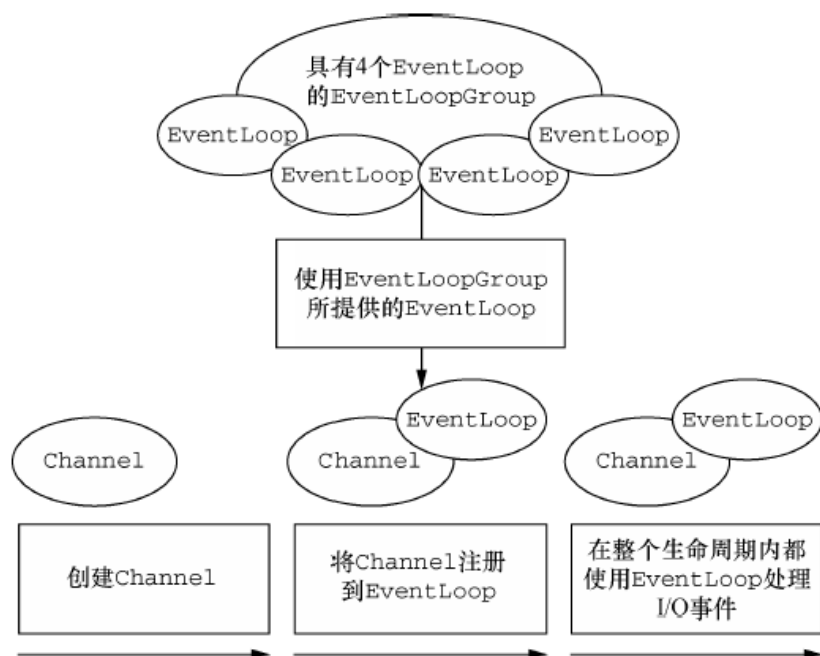 具有4个EventLoop
的EventLoopGroup
EventLoop
EventLoop
EventLoop
EventLoop
使用EventLoopGroup
所提供的EventLoop
Channel
Channel
EventLoop
Channel
EventLoop
创建Channel
将Channel注册
到EventLoop
在整个生命周期内都
使用EventLoop处理
I/O事件